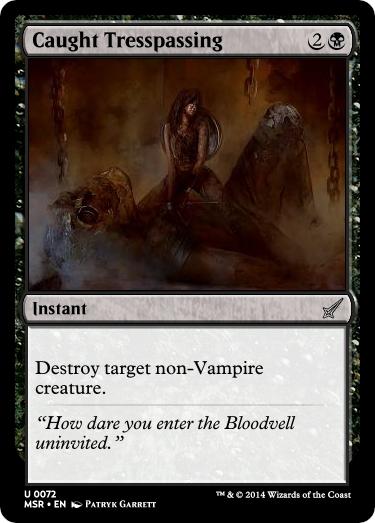 Caught Tresspassing 2
Instant
Destroy target non-Vampire
creature.
“How dare you enter the Bloodvell
uninvited.”
U 0072
MSR • EN Patryk Garrett
™ & © 2014 Wizards of the Coast